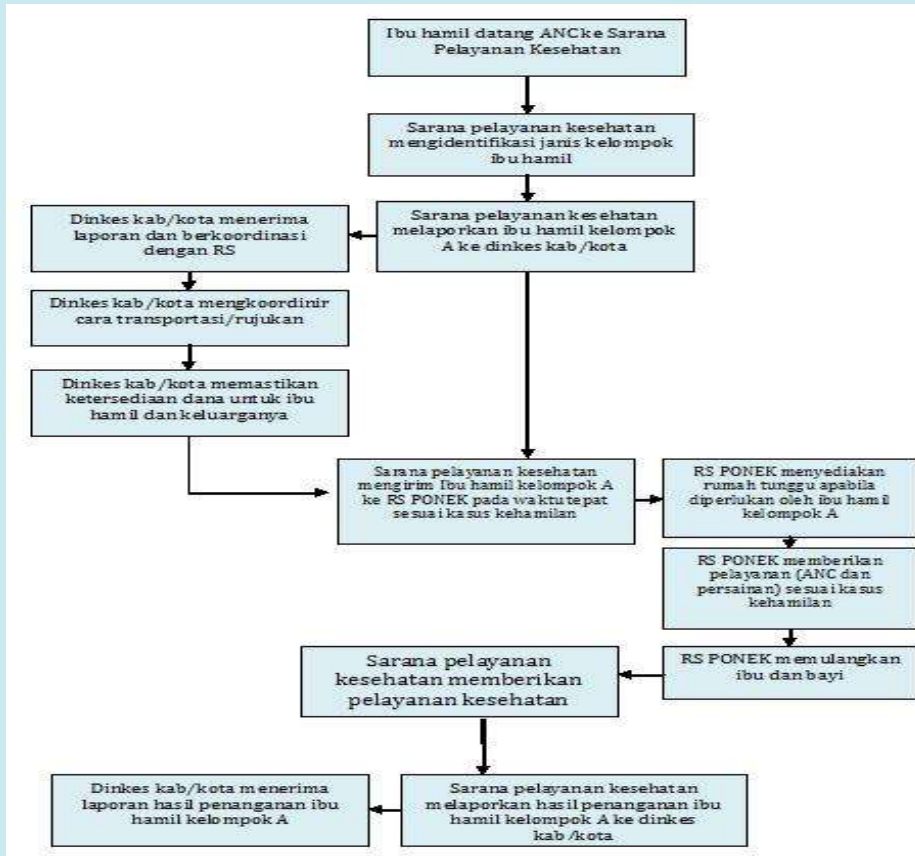 Ibu hamil datang ANC ke Sarana
Pelayanan Kesehatan
Sarana pelayanan kesehatan
mengidentifikasi janis kelompok
ibu hamil
Sarana pelayanan kesehatan
melaporkan ibu hamil kelompok
A ke dinkes kab/kota
Dinkes kab/kota menerima
laporan dan berkoordinasi
dengan RS
Dinkes kab/kota mengkoordinir
cara transportasi/rujukan
Dinkes kab/kota memastikan
ketersediaan dana untuk ibu
hamil dan keluarganya
Sarana pelayanan kesehatan
mengirim Ibu hamil kelompok A
ke RS PONEK pada waktu tepat
sesuai kasus kehamilan
RS PONEK menyediakan
rumah tunggu apabila
diperlukan oleh ibu hamil
kelompok A
RS PONEK memberikan
pelayanan (ANC dan
persainan) sesuai kasus
kehamilan
RS PONEK memulangkan
ibu dan bayi
Sarana pelayanan
kesehatan memberikan
pelayanan kesehatan
Sarana pelayanan kesehatan
melaporkan hasil penanganan ibu
hamil kelompok A ke dinkes
kab/kota
Dinkes kab/kota menerima
laporan hasil penanganan ibu
hamil kelompok A